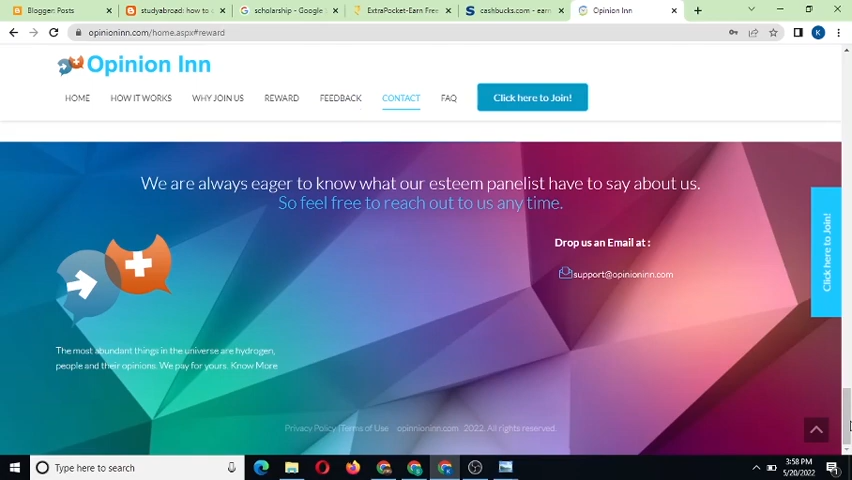 Blogger: Posts
studyabroad: how to
scholarship - Google
ExtraPocket-Earn Free
cashbucks.com - earn
Opinion Inn
opinioninn.com/home.aspx#reward
K
Opinion Inn
HOME HOW IT WORKS WHY JOIN US REWARD FEEDBACK CONTACT FAQ Click here to Join!
We are always eager to know what our esteem panelist have to say about us.
So feel free to reach out to us any time.
Drop us an Email at :
support@opinioninn.com
Click here to Join!
The most abundant things in the universe are hydrogen,
people and their opinions. We pay for yours. Know More
Privacy Policy |Terms of Use opinnioninn.com 2022. All rights reserved.
Type here to search
3:58 PM
5/20/2022